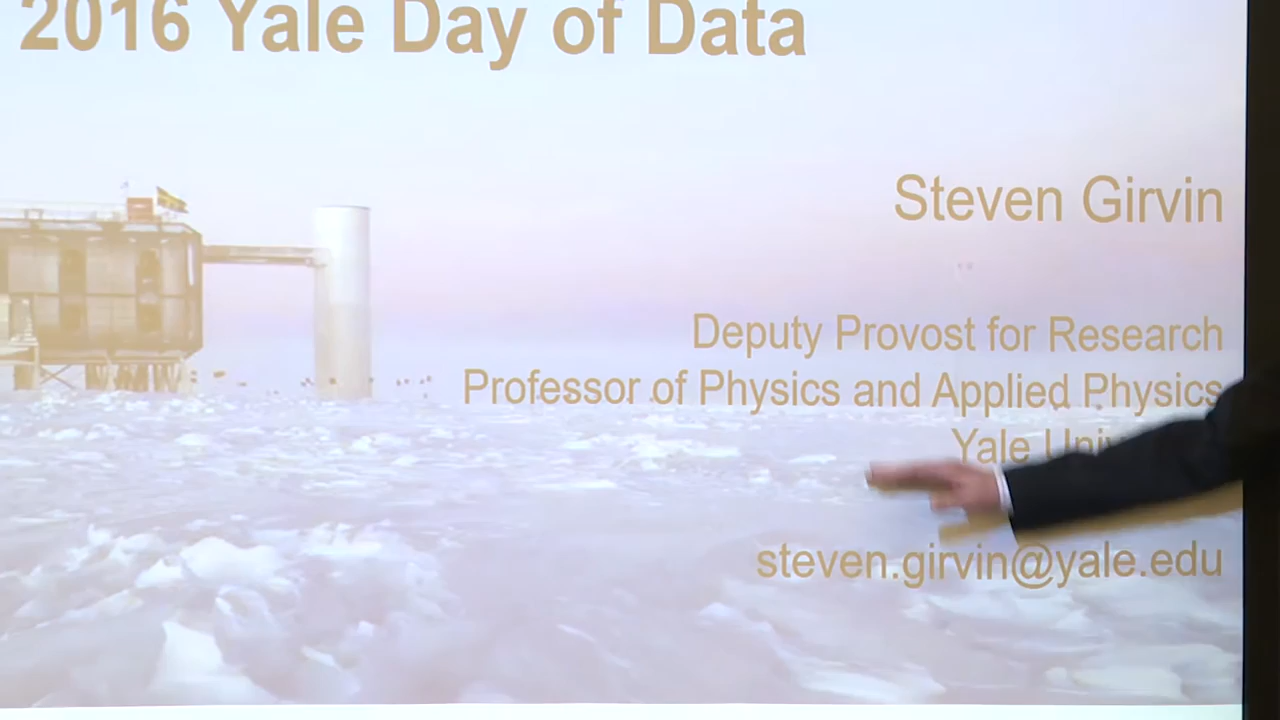 2016 Yale Day of Data
Steven Girvin
Deputy Provost for Research
Professor of Physics and Applied Physics
Yale
steven.girvin@yale.edu